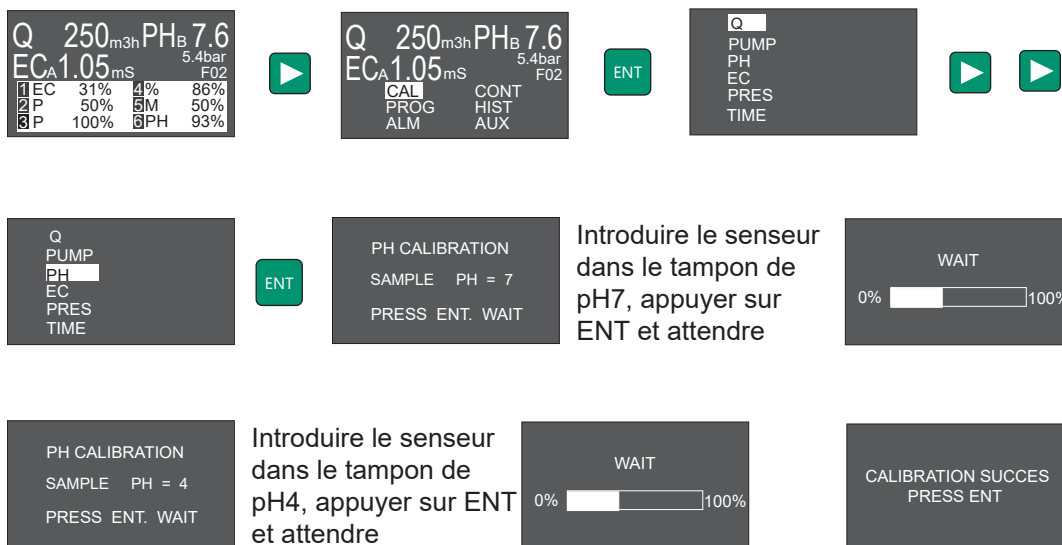 Q 250m3h PHB 7.6
5.4bar
ECA 1.05mS F02
1 EC 31% 4 % 86%
2 P 50% 5 M 50%
3 P 100% 6 PH 93%
Q 250m3h PHB 7.6
5.4bar
ECA 1.05mS F02
CAL CONT
PROG HIST
ALM AUX
ENT
Q
PUMP
PH
EC
PRES
TIME
Q
PUMP
PH
EC
PRES
TIME
ENT
PH CALIBRATION
SAMPLE PH = 7
PRESS ENT. WAIT
Introduire le senseur
dans le tampon de
pH7, appuyer sur
ENT et attendre
WAIT
0% 100%
PH CALIBRATION
SAMPLE PH = 4
PRESS ENT. WAIT
Introduire le senseur
dans le tampon de
pH4, appuyer sur ENT
et attendre
WAIT
0% 100%
CALIBRATION SUCCES
PRESS ENT